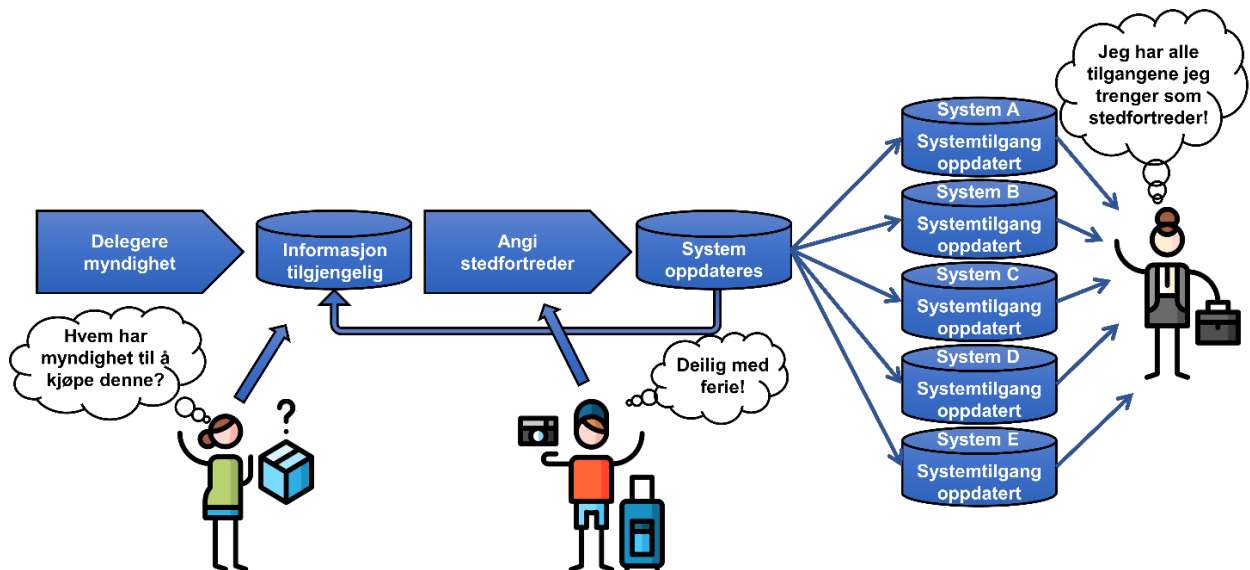 Delegere
myndighet
Informasjon
tilgjengelig
Angi
stedfortreder
System
oppdateres
Hvem har
myndighet til å
kjøpe denne?
?
Deilig med
ferie!
System A
Systemtilgang
oppdatert
System B
Systemtilgang
oppdatert
System C
Systemtilgang
oppdatert
System D
Systemtilgang
oppdatert
System E
Systemtilgang
oppdatert
Jeg har alle
tilgangene jeg
trenger som
stedfortreder!